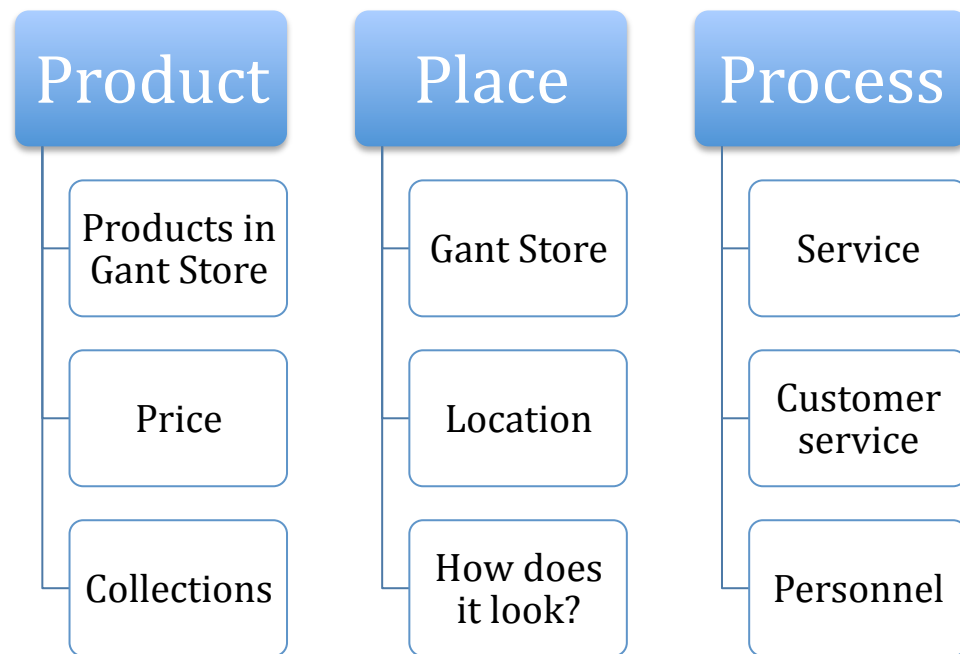 Product
Products in
Gant Store
Price
Collections
Place
Gant Store
Location
How does
it look?
Process
Service
Customer
service
Personnel